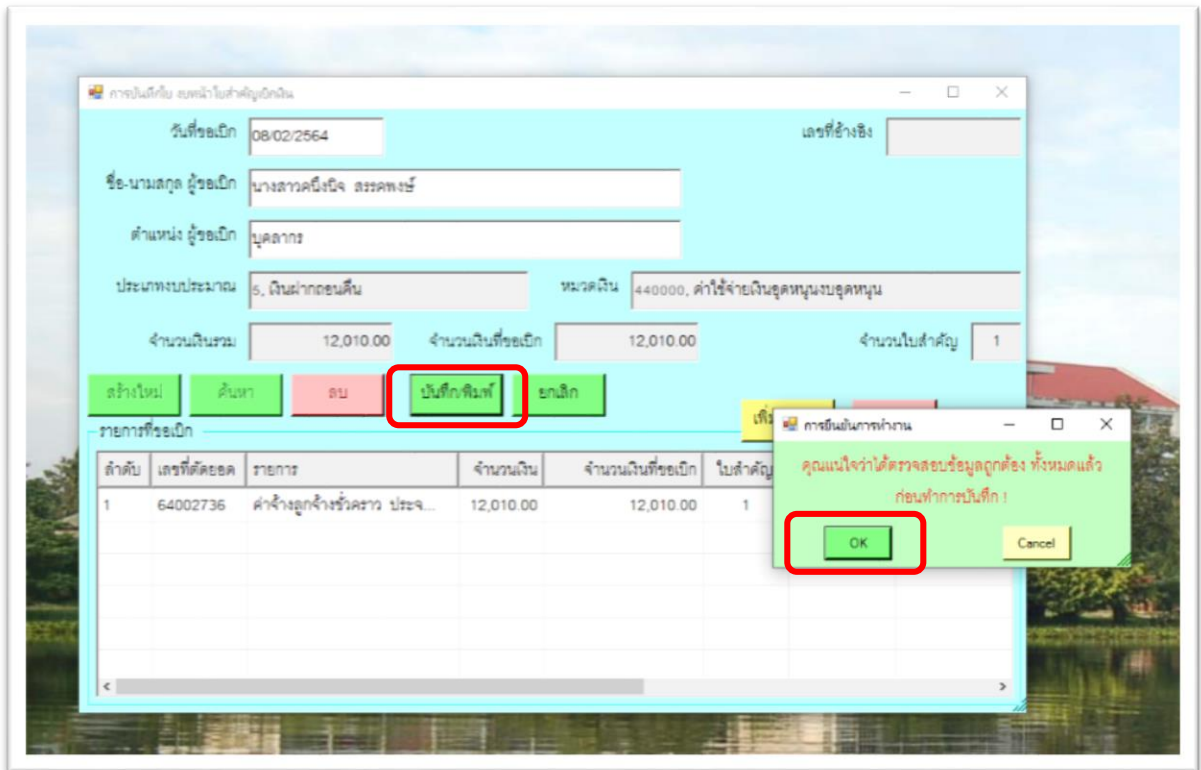 การบันทึกใบ งบหน้าใบสำคัญเบิกเงิน
วันที่ขอเบิก 08/02/2564 เลขที่อ้างอิง
ชื่อ-นามสกุล ผู้ขอเบิก นางสาวคนึงนิจ สรรคพงษ์
ตำแหน่ง ผู้ขอเบิก บุคลากร
ประเภทงบประมาณ 5, เงินฝากถอนคืน หมวดเงิน 440000, ค่าใช้จ่ายเงินอุดหนุนงบอุดหนุน
จำนวนเงินรวม 12,010.00 จำนวนเงินที่ขอเบิก 12,010.00 จำนวนใบสำคัญ 1
สร้างใหม่ ค้นหา ลบ บันทึก/พิมพ์ ยกเลิก
รายการที่ขอเบิก
ลำดับ เลขที่ตัดยอด รายการ จำนวนเงิน จำนวนเงินที่ขอเบิก ใบสำคัญ
1 64002736 ค่าจ้างลูกจ้างชั่วคราว ประจ... 12,010.00 12,010.00 1
การยืนยันการทำงาน
คุณแน่ใจว่าได้ตรวจสอบข้อมูลถูกต้อง ทั้งหมดแล้ว
ก่อนทำการบันทึก !
OK Cancel